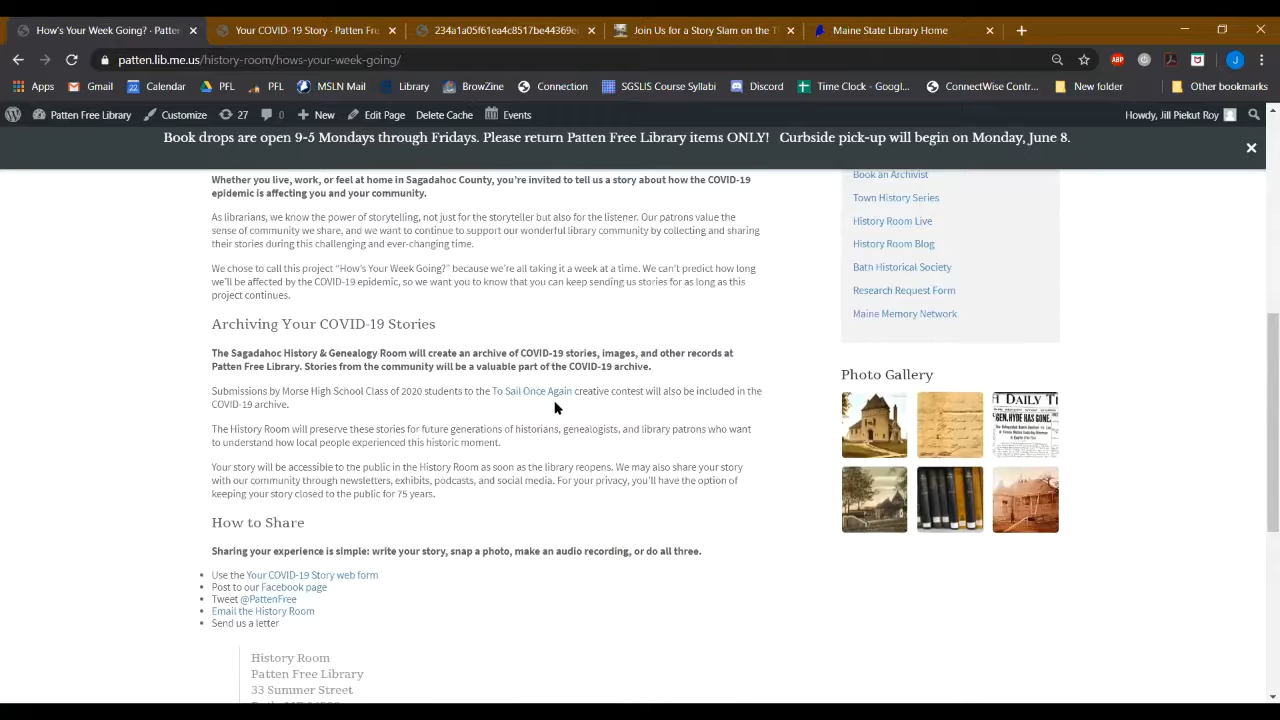 How's Your Week Going? - Patten
Your COVID-19 Story - Patten Fre
234a1a05f61ea4c8517be44369e
Join Us for a Story Slam on the T
Maine State Library Home
patten.lib.me.us/history-room/hows-your-week-going/
Apps Gmail Calendar PFL PFL MSLN Mail Library BrowZine Connection SGSLIS Course Syllabi Discord Time Clock - Googl... ConnectWise Contr... New folder Other bookmarks
Patten Free Library Customize 27 0 New Edit Page Delete Cache Events Howdy, Jill Piekut Roy
Book drops are open 9-5 Mondays through Fridays. Please return Patten Free Library items ONLY! Curbside pick-up will begin on Monday, June 8.
Whether you live, work, or feel at home in Sagadahoc County, you're invited to tell us a story about how the COVID-19
epidemic is affecting you and your community.
As librarians, we know the power of storytelling, not just for the storyteller but also for the listener. Our patrons value the
sense of community we share, and we want to continue to support our wonderful library community by collecting and sharing
their stories during this challenging and ever-changing time.
We chose to call this project "How's Your Week Going?" because we're all taking it a week at a time. We can't predict how long
we'll be affected by the COVID-19 epidemic, so we want you to know that you can keep sending us stories for as long as this
project continues.
Archiving Your COVID-19 Stories
The Sagadahoc History & Genealogy Room will create an archive of COVID-19 stories, images, and other records at
Patten Free Library. Stories from the community will be a valuable part of the COVID-19 archive.
Submissions by Morse High School Class of 2020 students to the To Sail Once Again creative contest will also be included in the
COVID-19 archive.
The History Room will preserve these stories for future generations of historians, genealogists, and library patrons who want
to understand how local people experienced this historic moment.
Your story will be accessible to the public in the History Room as soon as the library reopens. We may also share your story
with our community through newsletters, exhibits, podcasts, and social media. For your privacy, you'll have the option of
keeping your story closed to the public for 75 years.
How to Share
Sharing your experience is simple: write your story, snap a photo, make an audio recording, or do all three.
Use the Your COVID-19 Story web form
Post to our Facebook page
Tweet @PattenFree
Email the History Room
Send us a letter
History Room
Patten Free Library
33 Summer Street
Book an Archivist
Town History Series
History Room Live
History Room Blog
Bath Historical Society
Research Request Form
Maine Memory Network
Photo Gallery
DAILY TI
GEN. HYDE HAS GONE.